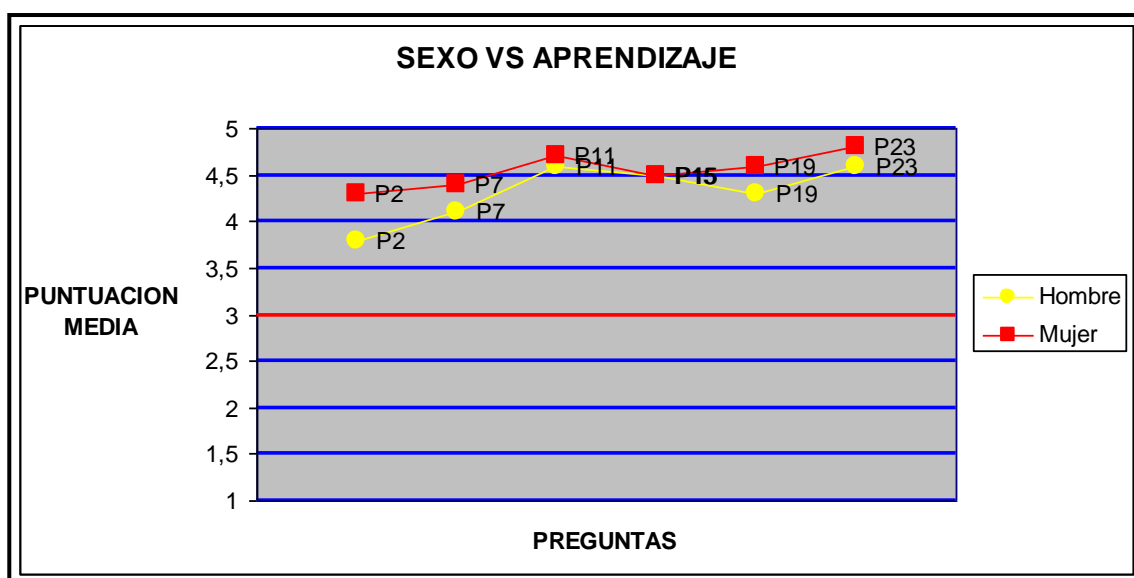 SEXO VS APRENDIZAJE
5
4,5
4
3,5
3
2,5
2
1,5
1
PUNTUACION
MEDIA
P2
P7
P11
P15
P19
P23
P2
P7
P11
P19
P23
Hombre
Mujer
PREGUNTAS